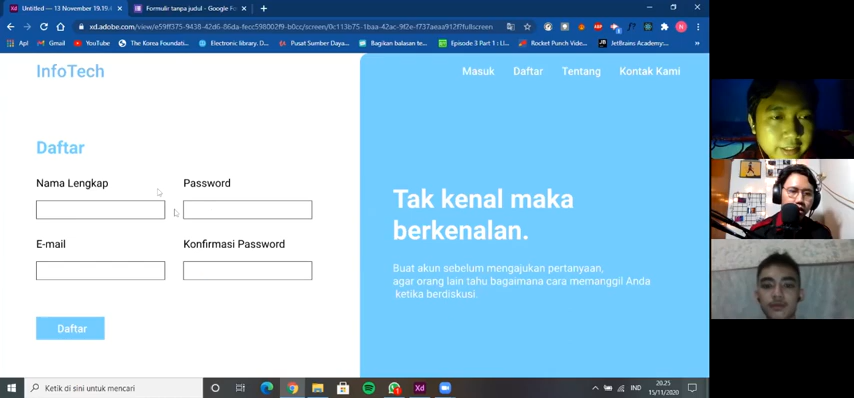 Untitled — 13 November 19.19.
Formulir tanpa judul - Google Fo
xd.adobe.com/view/e59ff375-9438-42d6-86da-fecc598000f2-b0cc/screen/0c113b75-1baa-42ac-9f2e-f737aeea912f?fullscreen
Apl
Gmail
YouTube
The Korea Foundation...
Electronic library. D...
Pusat Sumber Daya...
Bagikan balasan te...
Episode 3 Part 1 : LI...
Rocket Punch Vide...
JetBrains Academy:...
InfoTech
Masuk
Daftar
Tentang
Kontak Kami
Daftar
Nama Lengkap
Password
E-mail
Konfirmasi Password
Daftar
Tak kenal maka
berkenalan.
Buat akun sebelum mengajukan pertanyaan,
agar orang lain tahu bagaimana cara memanggil Anda
ketika berdiskusi.
Ketik di sini untuk mencari
IND
20.25
15/11/2020